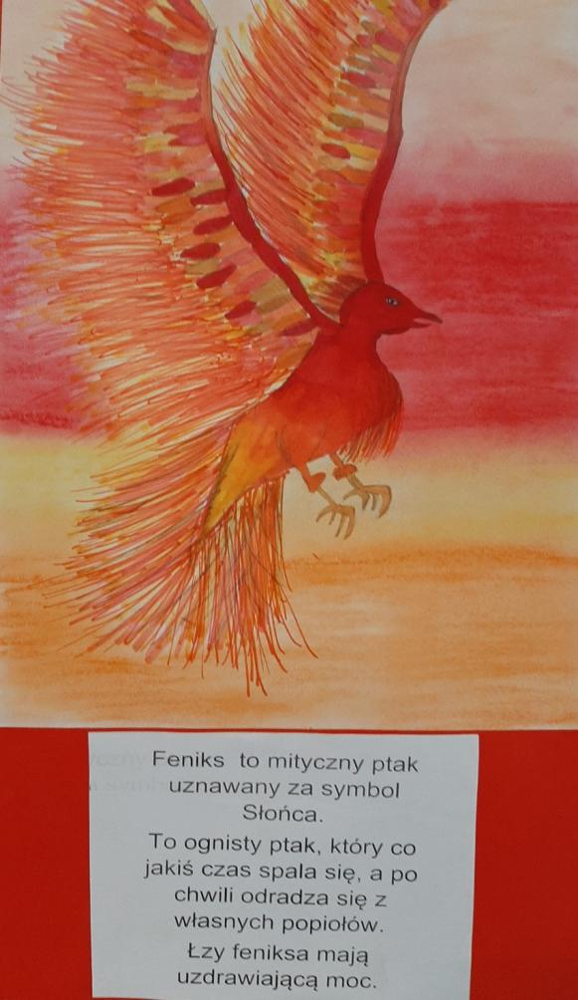 Feniks to mityczny ptak
uznawany za symbol
Słońca.
To ognisty ptak, który co
jakiś czas spala się, a po
chwili odradza się z
własnych popiołów.
Łzy feniksa mają
uzdrawiającą moc.